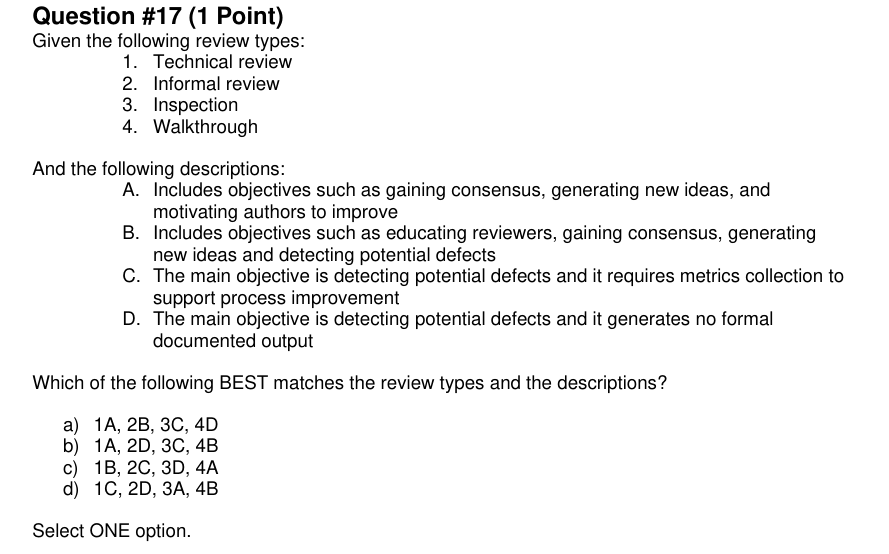 Question #17 (1 Point)
Given the following review types:
1. Technical review
2. Informal review
3. Inspection
4. Walkthrough
And the following descriptions:
A. Includes objectives such as gaining consensus, generating new ideas, and
motivating authors to improve
B. Includes objectives such as educating reviewers, gaining consensus, generating
new ideas and detecting potential defects
C. The main objective is detecting potential defects and it requires metrics collection to
support process improvement
D. The main objective is detecting potential defects and it generates no formal
documented output
Which of the following BEST matches the review types and the descriptions?
a) 1A, 2B, 3C, 4D
b) 1A, 2D, 3C, 4B
c) 1B, 2C, 3D, 4A
d) 1C, 2D, 3A, 4B
Select ONE option.